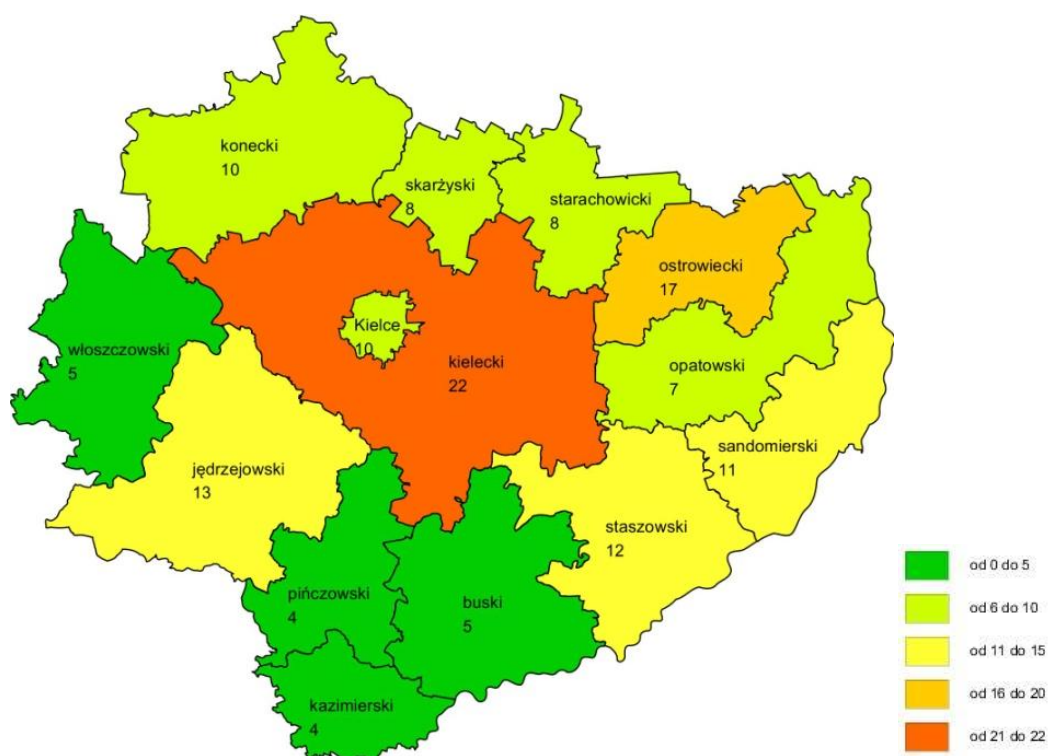 konecki
10
skarżyski
8
starachowicki
8
ostrowiecki
17
Kielce
10
włoszczowski
5
kielecki
22
opatowski
7
sandomierski
11
jędrzejowski
13
staszowski
12
pińczowski
4
buski
5
kazimierski
4
od 0 do 5
od 6 do 10
od 11 do 15
od 16 do 20
od 21 do 22